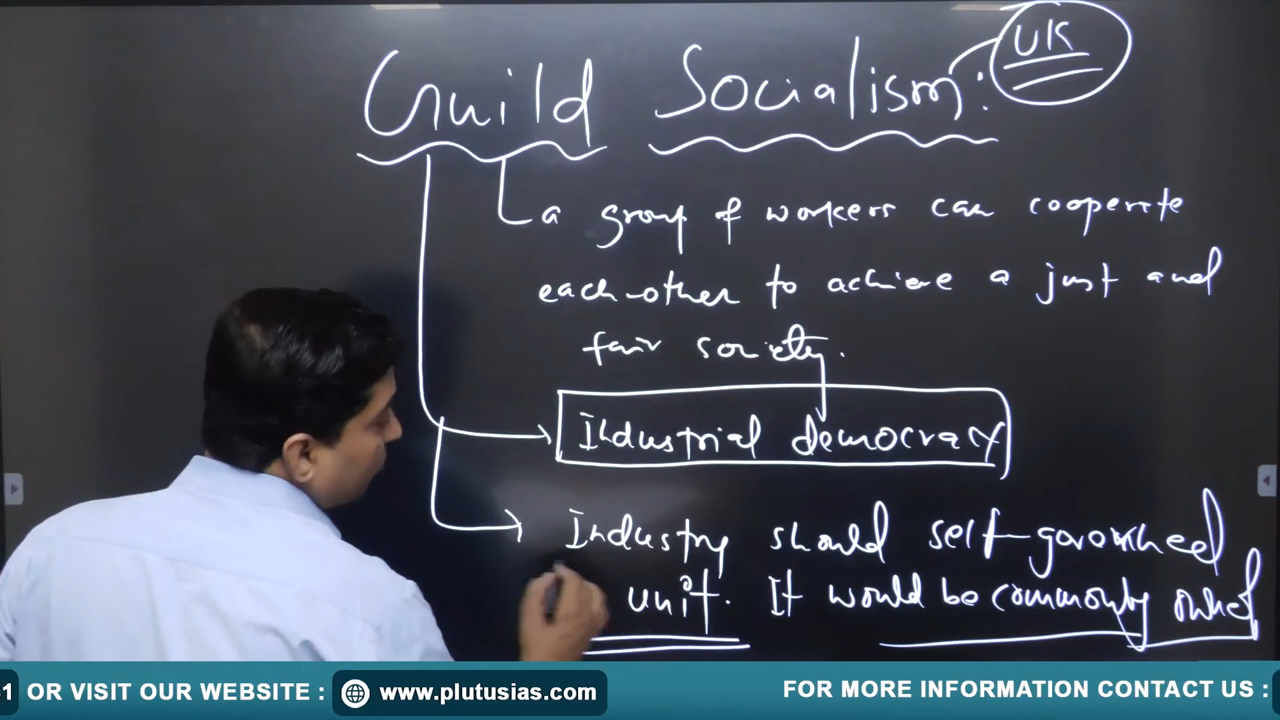 Guild Socialism: UK
a group of workers can cooperate
each-other to achieve a just and
fair society.
Industrial democracy
Industry should self-governed
unit. It would be commonly owned
1 OR VISIT OUR WEBSITE : www.plutusias.com FOR MORE INFORMATION CONTACT US :